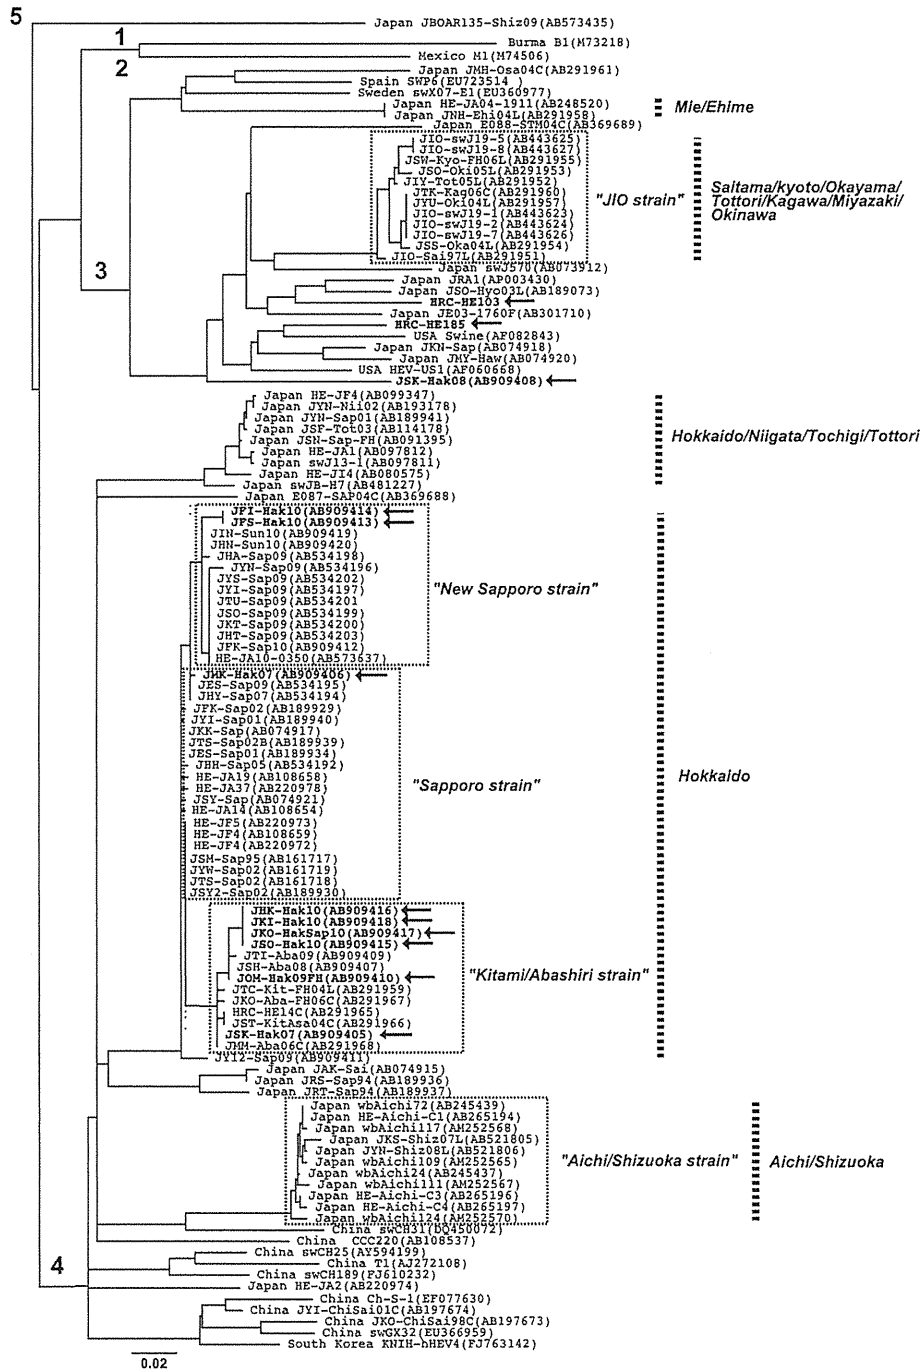 5
Japan JBOAR135-Shiz09(AB573435)
1
Burma B1(M73218)
Mexico M1(M74506)
2
Japan JMH-Osa04C(AB291961)
Spain SWP6(EU723514 )
Sweden swX07-E1(EU360977)
Japan HE-JA04-1911(AB248520)
Japan JNH-Ehi04L(AB291958)
Mie/Ehime
Japan E088-STM04C(AB369689)
JIO-swJ19-5(AB443625)
JIO-swJ19-8(AB443627)
JSW-Kyo-FH06L(AB291955)
JSO-Oki05L(AB291953)
JIY-Tot05L(AB291952)
JTK-Kag06C(AB291960)
JYU-Oki04L(AB291957)
JIO-swJ19-1(AB443623)
JIO-swJ19-2(AB443624)
JIO-swJ19-7(AB443626)
JSS-Oka04L(AB291954)
JIO-Sai97L(AB291951)
"JIO strain"
Saitama/kyoto/Okayama/
Tottori/Kagawa/Miyazaki/
Okinawa
3
Japan swJ570(AB073912)
Japan JRA1(AP003430)
Japan JSO-Hyo03L(AB189073)
HRC-HE103
Japan JE03-1760F(AB301710)
HRC-HE185
USA Swine(AF082843)
Japan JKN-Sap(AB074918)
Japan JMY-Haw(AB074920)
USA HEV-US1(AF060668)
JSK-Hak08(AB909408)
Japan HE-JF4(AB099347)
Japan JYN-Nii02(AB193178)
Japan JYN-Sap01(AB189941)
Japan JSF-Tot03(AB114178)
Japan JSN-Sap-FH(AB091395)
Japan HE-JA1(AB097812)
Japan swJ13-1(AB097811)
Japan HE-JI4(AB080575)
Japan swJB-H7(AB481227)
Hokkaido/Niigata/Tochigi/Tottori
Japan E087-SAP04C(AB369688)
JFI-Hak10(AB909414)
JFS-Hak10(AB909413)
JIN-Sun10(AB909419)
JHN-Sun10(AB909420)
JHA-Sap09(AB534198)
JYN-Sap09(AB534196)
JYS-Sap09(AB534202)
JYI-Sap09(AB534197)
JTU-Sap09(AB534201
JSO-Sap09(AB534199)
JKT-Sap09(AB534200)
JHT-Sap09(AB534203)
JFK-Sap10(AB909412)
HE-JA10-0350(AB573637)
"New Sapporo strain"
JMK-Hak07(AB909406)
JES-Sap09(AB534195)
JHY-Sap07(AB534194)
JFK-Sap02(AB189929)
JYI-Sap01(AB189940)
JKK-Sap(AB074917)
JTS-Sap02B(AB189939)
JES-Sap01(AB189934)
JHH-Sap05(AB534192)
HE-JA19(AB108658)
HE-JA37(AB220978)
JSY-Sap(AB074921)
HE-JA14(AB108654)
HE-JF5(AB220973)
HE-JF4(AB108659)
HE-JF4(AB220972)
JSM-Sap95(AB161717)
JYW-Sap02(AB161719)
JTS-Sap02(AB161718)
JSY2-Sap02(AB189930)
"Sapporo strain"
Hokkaido
JHK-Hak10(AB909416)
JKI-Hak10(AB909418)
JKO-HakSap10(AB909417)
JSO-Hak10(AB909415)
JTI-Aba09(AB909409)
JSH-Aba08(AB909407)
JOM-Hak09FH(AB909410)
JTC-Kit-FH04L(AB291959)
JKO-Aba-FH06C(AB291967)
HRC-HE14C(AB291965)
JST-KitAsa04C(AB291966)
JSK-Hak07(AB909405)
JMM-Aba06C(AB291968)
"Kitami/Abashiri strain"
JYI2-Sap09(AB909411)
Japan JAK-Sai(AB074915)
Japan JRS-Sap94(AB189936)
Japan JRT-Sap94(AB189937)
Japan wbAichi72(AB245439)
Japan HE-Aichi-C1(AB265194)
Japan wbAichi117(AM252568)
Japan JKS-Shiz07L(AB521805)
Japan JYN-Shiz08L(AB521806)
Japan wbAichi109(AM252565)
Japan wbAichi24(AB245437)
Japan wbAichi111(AM252567)
Japan HE-Aichi-C3(AB265196)
Japan HE-Aichi-C4(AB265197)
Japan wbAichi124(AM252570)
"Aichi/Shizuoka strain"
Aichi/Shizuoka
China swCH31(DQ450072)
China CCC220(AB108537)
4
China swCH25(AY594199)
China T1(AJ272108)
China swCH189(FJ610232)
Japan HE-JA2(AB220974)
China Ch-S-1(EF077630)
China JYI-ChiSai01C(AB197674)
China JKO-ChiSai98C(AB197673)
China swGX32(EU366959)
South Korea KNIH-hHEV4(FJ763142)
0.02